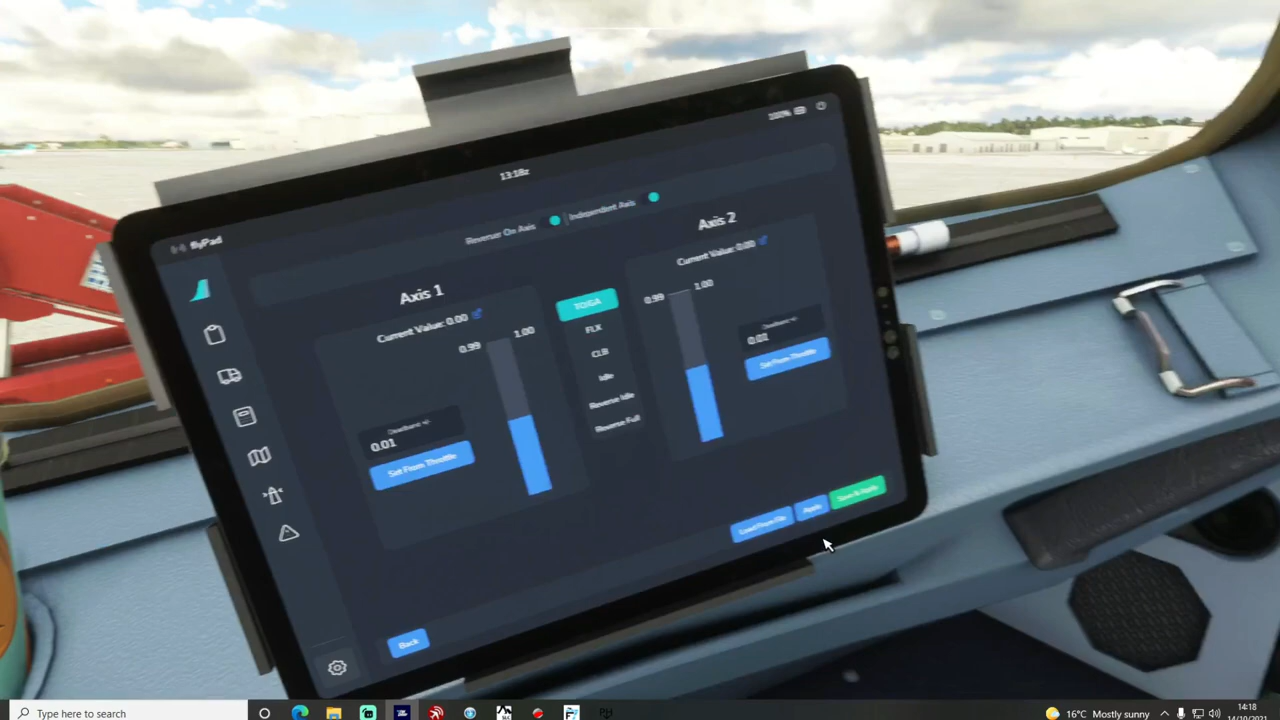 13:18z
100%
flyPad
Reverser On Axis
Independent Axis
Axis 1
Current Value: 0.00
0.99
1.00
Deadband +/-
0.01
Set From Throttle
TOGA
FLX
CLB
Idle
Reverse Idle
Reverse Full
Axis 2
Current Value: 0.00
0.99
1.00
Deadband +/-
0.01
Set From Throttle
Load From File
Apply
Save & Apply
Back
Type here to search
16°C Mostly sunny
14:18